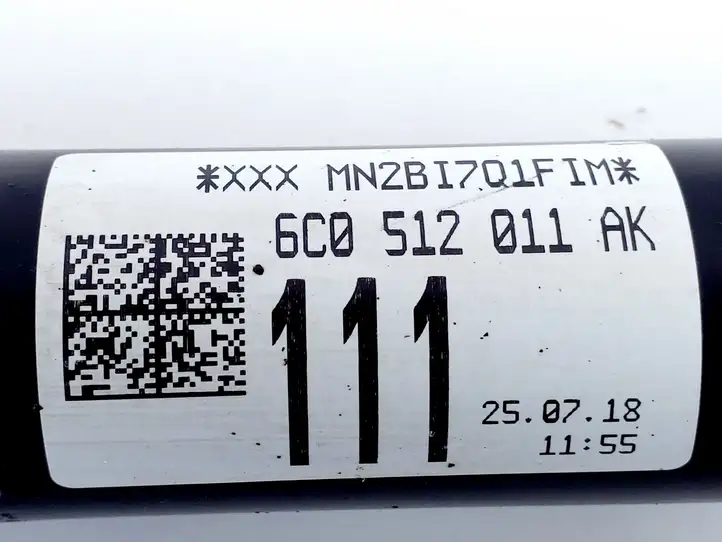 *XXX MN2BI7Q1FIM*
6C0 512 011 AK
111
25.07.18
11:55